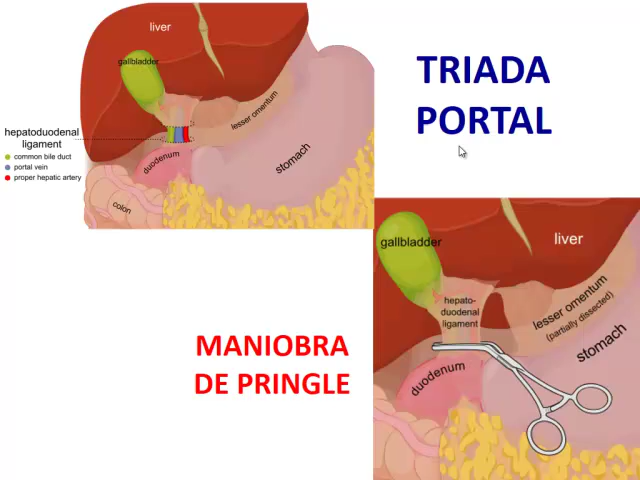 liver
gallbladder
lesser omentum
hepatoduodenal
ligament
common bile duct
portal vein
proper hepatic artery
duodenum
stomach
colon
TRIADA
PORTAL
gallbladder
liver
hepato-
duodenal
ligament
lesser omentum
(partially dissected)
stomach
duodenum
MANIOBRA
DE PRINGLE